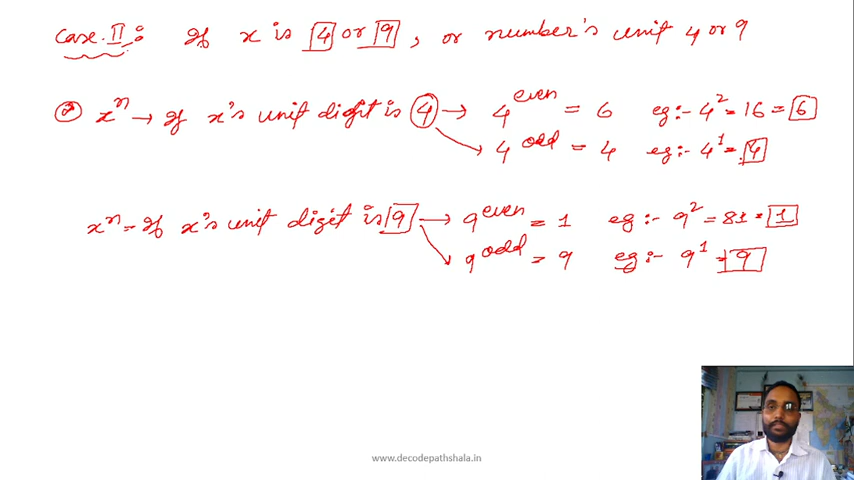 Case. II : If x is 4 or 9 , or number's unit 4 or 9
x^n → If x's unit digit is 4 → 4^even = 6 eg:- 4^2 = 16 = 6
4^odd = 4 eg:- 4^1 = 4
x^n = If x's unit digit is 9 → 9^even = 1 eg:- 9^2 = 81 = 1
9^odd = 9 eg:- 9^1 = 9
www.decodepathshala.in